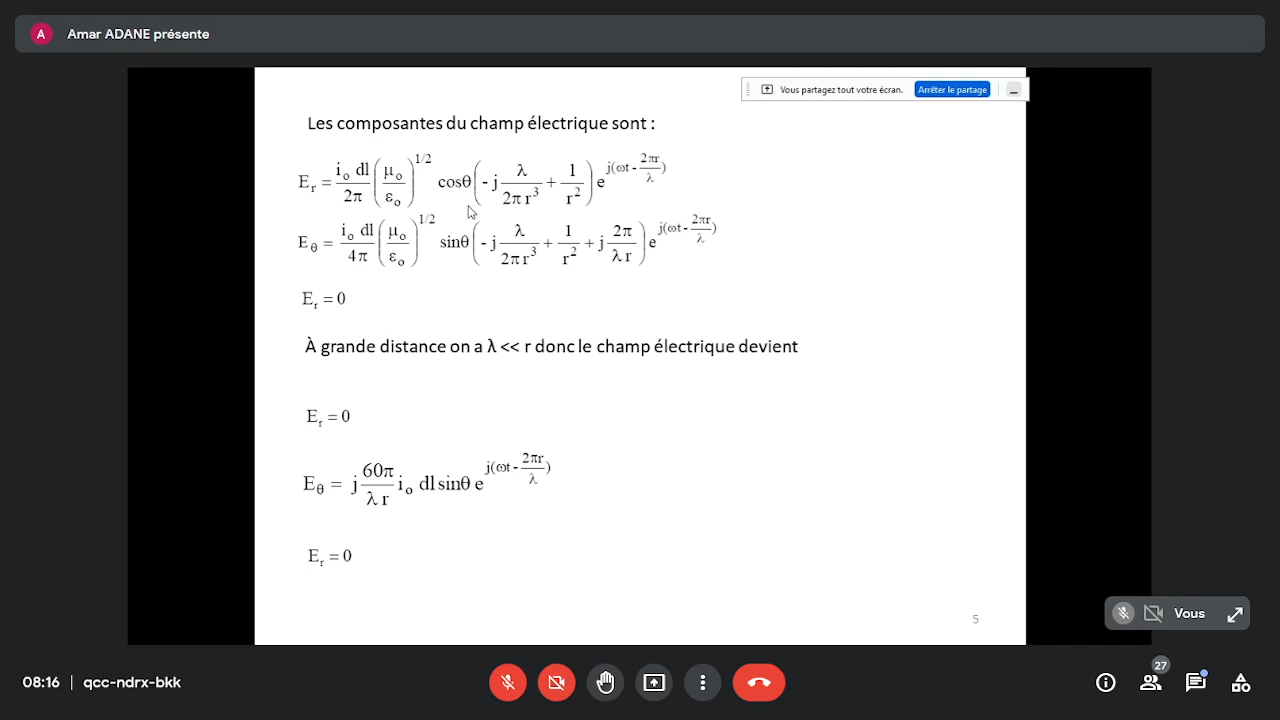 A Amar ADANE présente
Vous partagez tout votre écran. Arrêter le partage
Les composantes du champ électrique sont :
E_r = (i_o dl / 2π) (μ_o / ε_o)^{1/2} cosθ (- j λ / (2π r^3) + 1 / r^2) e^{j(ωt - 2πr/λ)}
E_θ = (i_o dl / 4π) (μ_o / ε_o)^{1/2} sinθ (- j λ / (2π r^3) + 1 / r^2 + j 2π / (λ r)) e^{j(ωt - 2πr/λ)}
E_r = 0
À grande distance on a λ << r donc le champ électrique devient
E_r = 0
E_θ = j (60π / (λ r)) i_o dl sinθ e^{j(ωt - 2πr/λ)}
E_r = 0
5
Vous
08:16 | qcc-ndrx-bkk
27